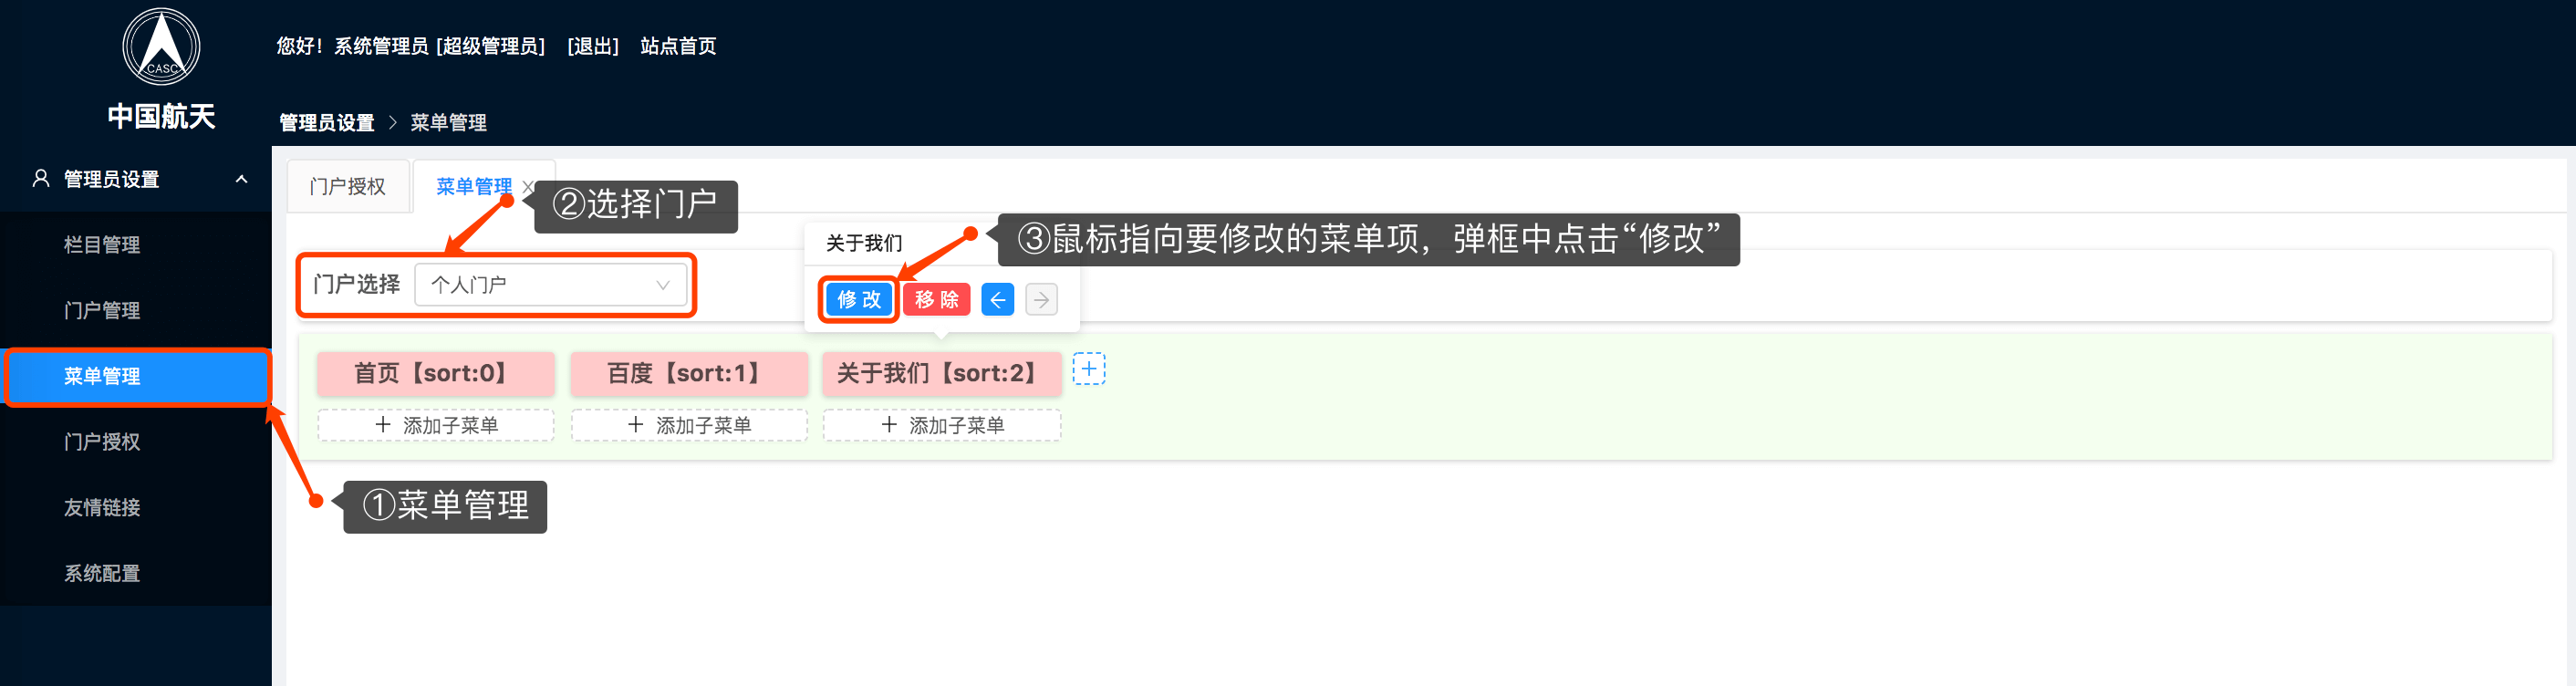 CASC
中国航天
您好！系统管理员 [超级管理员] [退出] 站点首页
管理员设置 > 菜单管理
管理员设置
栏目管理
门户管理
菜单管理
门户授权
友情链接
系统配置
门户授权
菜单管理
②选择门户
门户选择 个人门户
关于我们
③鼠标指向要修改的菜单项，弹框中点击“修改”
修改 移除
首页【sort:0】 百度【sort:1】 关于我们【sort:2】
添加子菜单 添加子菜单 添加子菜单
①菜单管理